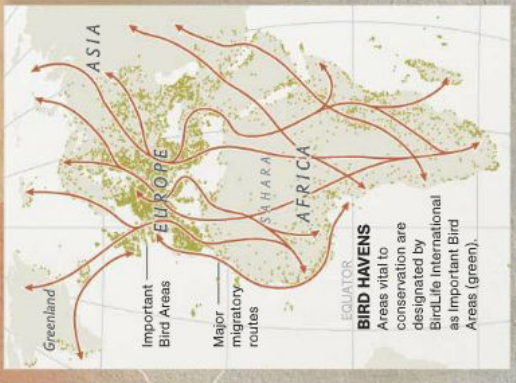 Greenland
ASIA
EUROPE
Important
Bird Areas
Major
migratory
routes
SAHARA
AFRICA
EQUATOR
BIRD HAVENS
Areas vital to
conservation are
designated by
BirdLife International
as Important Bird
Areas (green).